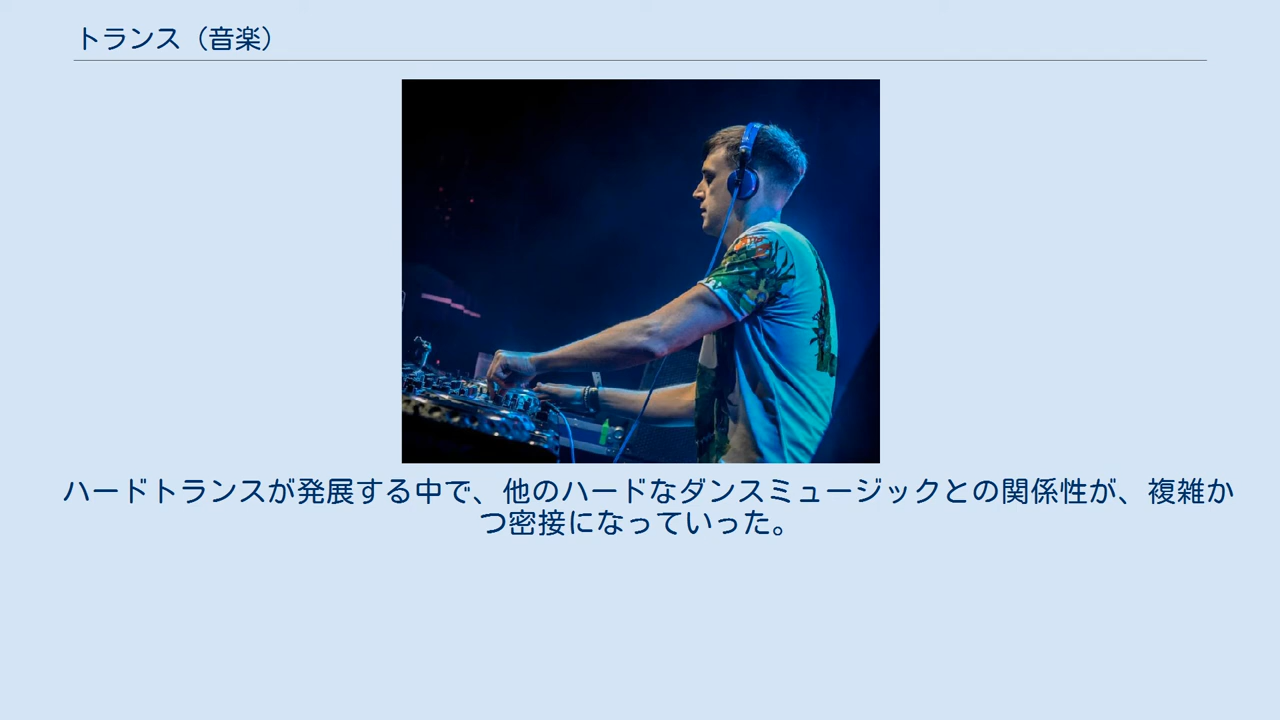 トランス（音楽）
ハードトランスが発展する中で、他のハードなダンスミュージックとの関係性が、複雑か
つ密接になっていった。